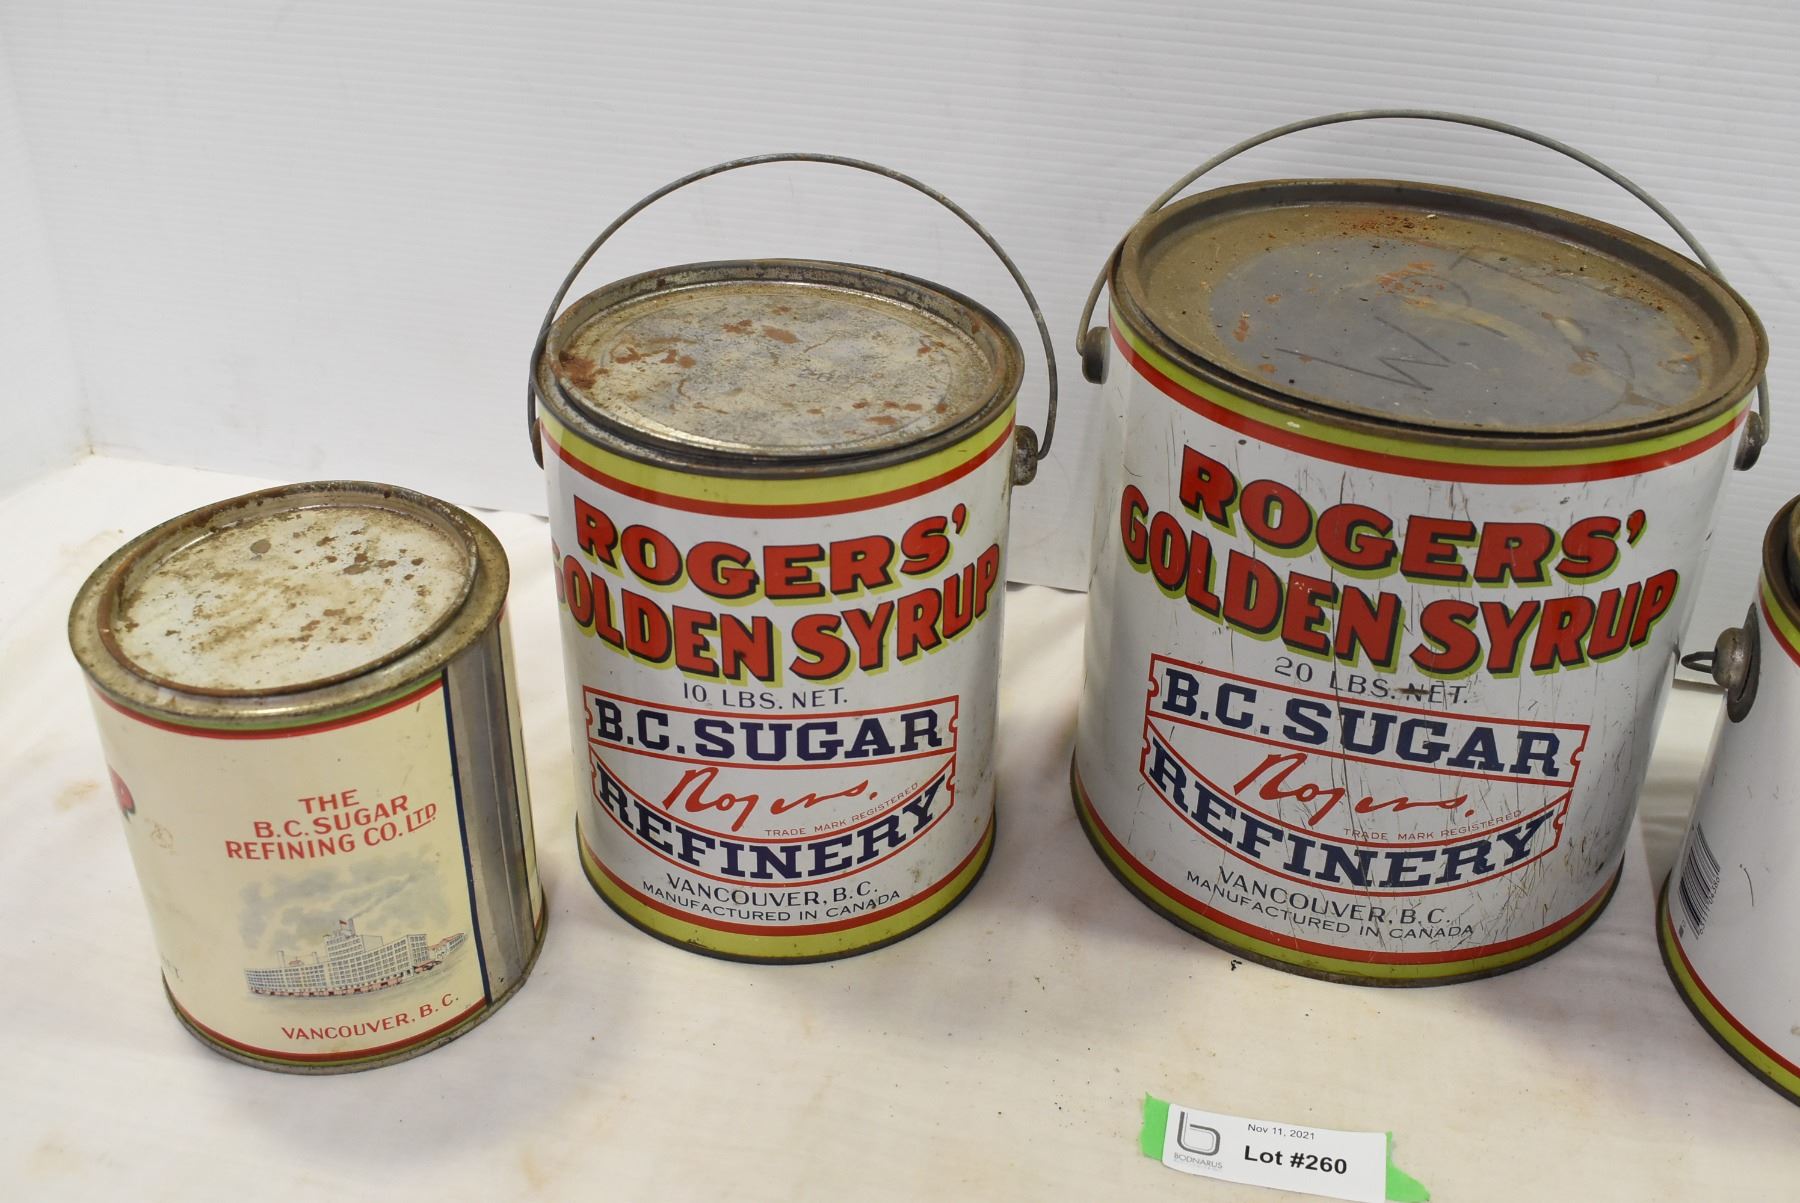 THE
B.C. SUGAR
REFINING CO. LTD
VANCOUVER, B.C.
ROGERS'
GOLDEN SYRUP
10 LBS. NET.
B.C. SUGAR
Rogers.
TRADE MARK REGISTERED
REFINERY
VANCOUVER, B.C.
MANUFACTURED IN CANADA
ROGERS'
GOLDEN SYRUP
20 LBS. NET.
B.C. SUGAR
Rogers.
TRADE MARK REGISTERED
REFINERY
VANCOUVER, B.C.
MANUFACTURED IN CANADA
Nov 11, 2021
BODNARUS
Lot #260